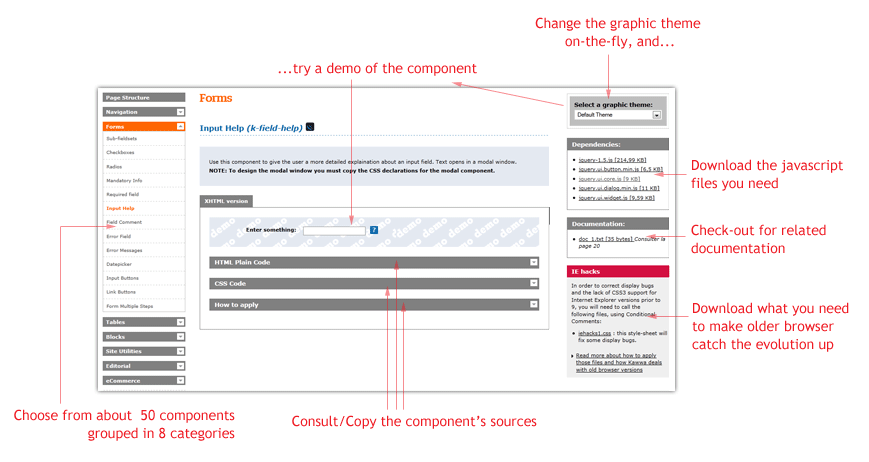 Change the graphic theme
on-the-fly, and...
...try a demo of the component
Page Structure
Navigation
Forms
Sub-fieldsets
Checkboxes
Radios
Mandatory Info
Required field
Input Help
Field Comment
Error Field
Error Messages
Datepicker
Input Buttons
Link Buttons
Form Multiple Steps
Tables
Blocks
Site Utilities
Editorial
eCommerce
Forms
Input Help (k-field-help)
Use this component to give the user a more detailed explaination about an input field. Text opens in a modal window.
NOTE: To design the modal window you must copy the CSS declarations for the modal component.
XHTML version
demo demo demo demo
Enter something: ?
HTML Plain Code
CSS Code
How to apply
Select a graphic theme:
Default Theme
Dependencies:
jquery-1.5.js [214,99 KB]
jquery.ui.button.min.js [6,5 KB]
jquery.ui.core.js [9 KB]
jquery.ui.dialog.min.js [11 KB]
jquery.ui.widget.js [9,59 KB]
Documentation:
doc_1.txt [35 bytes] Consulter la
page 20
IE hacks
In order to correct display bugs
and the lack of CSS3 support for
Internet Explorer versions prior to
9, you will need to call the
following files, using Conditional
Comments:
iehacks1.css : this style-sheet will
fix some display bugs.
Read more about how to apply
those files and how Kawwa deals
with old browser versions
Download the javascript
files you need
Check-out for related
documentation
Download what you need
to make older browser
catch the evolution up
Choose from about 50 components
grouped in 8 categories
Consult/Copy the component's sources